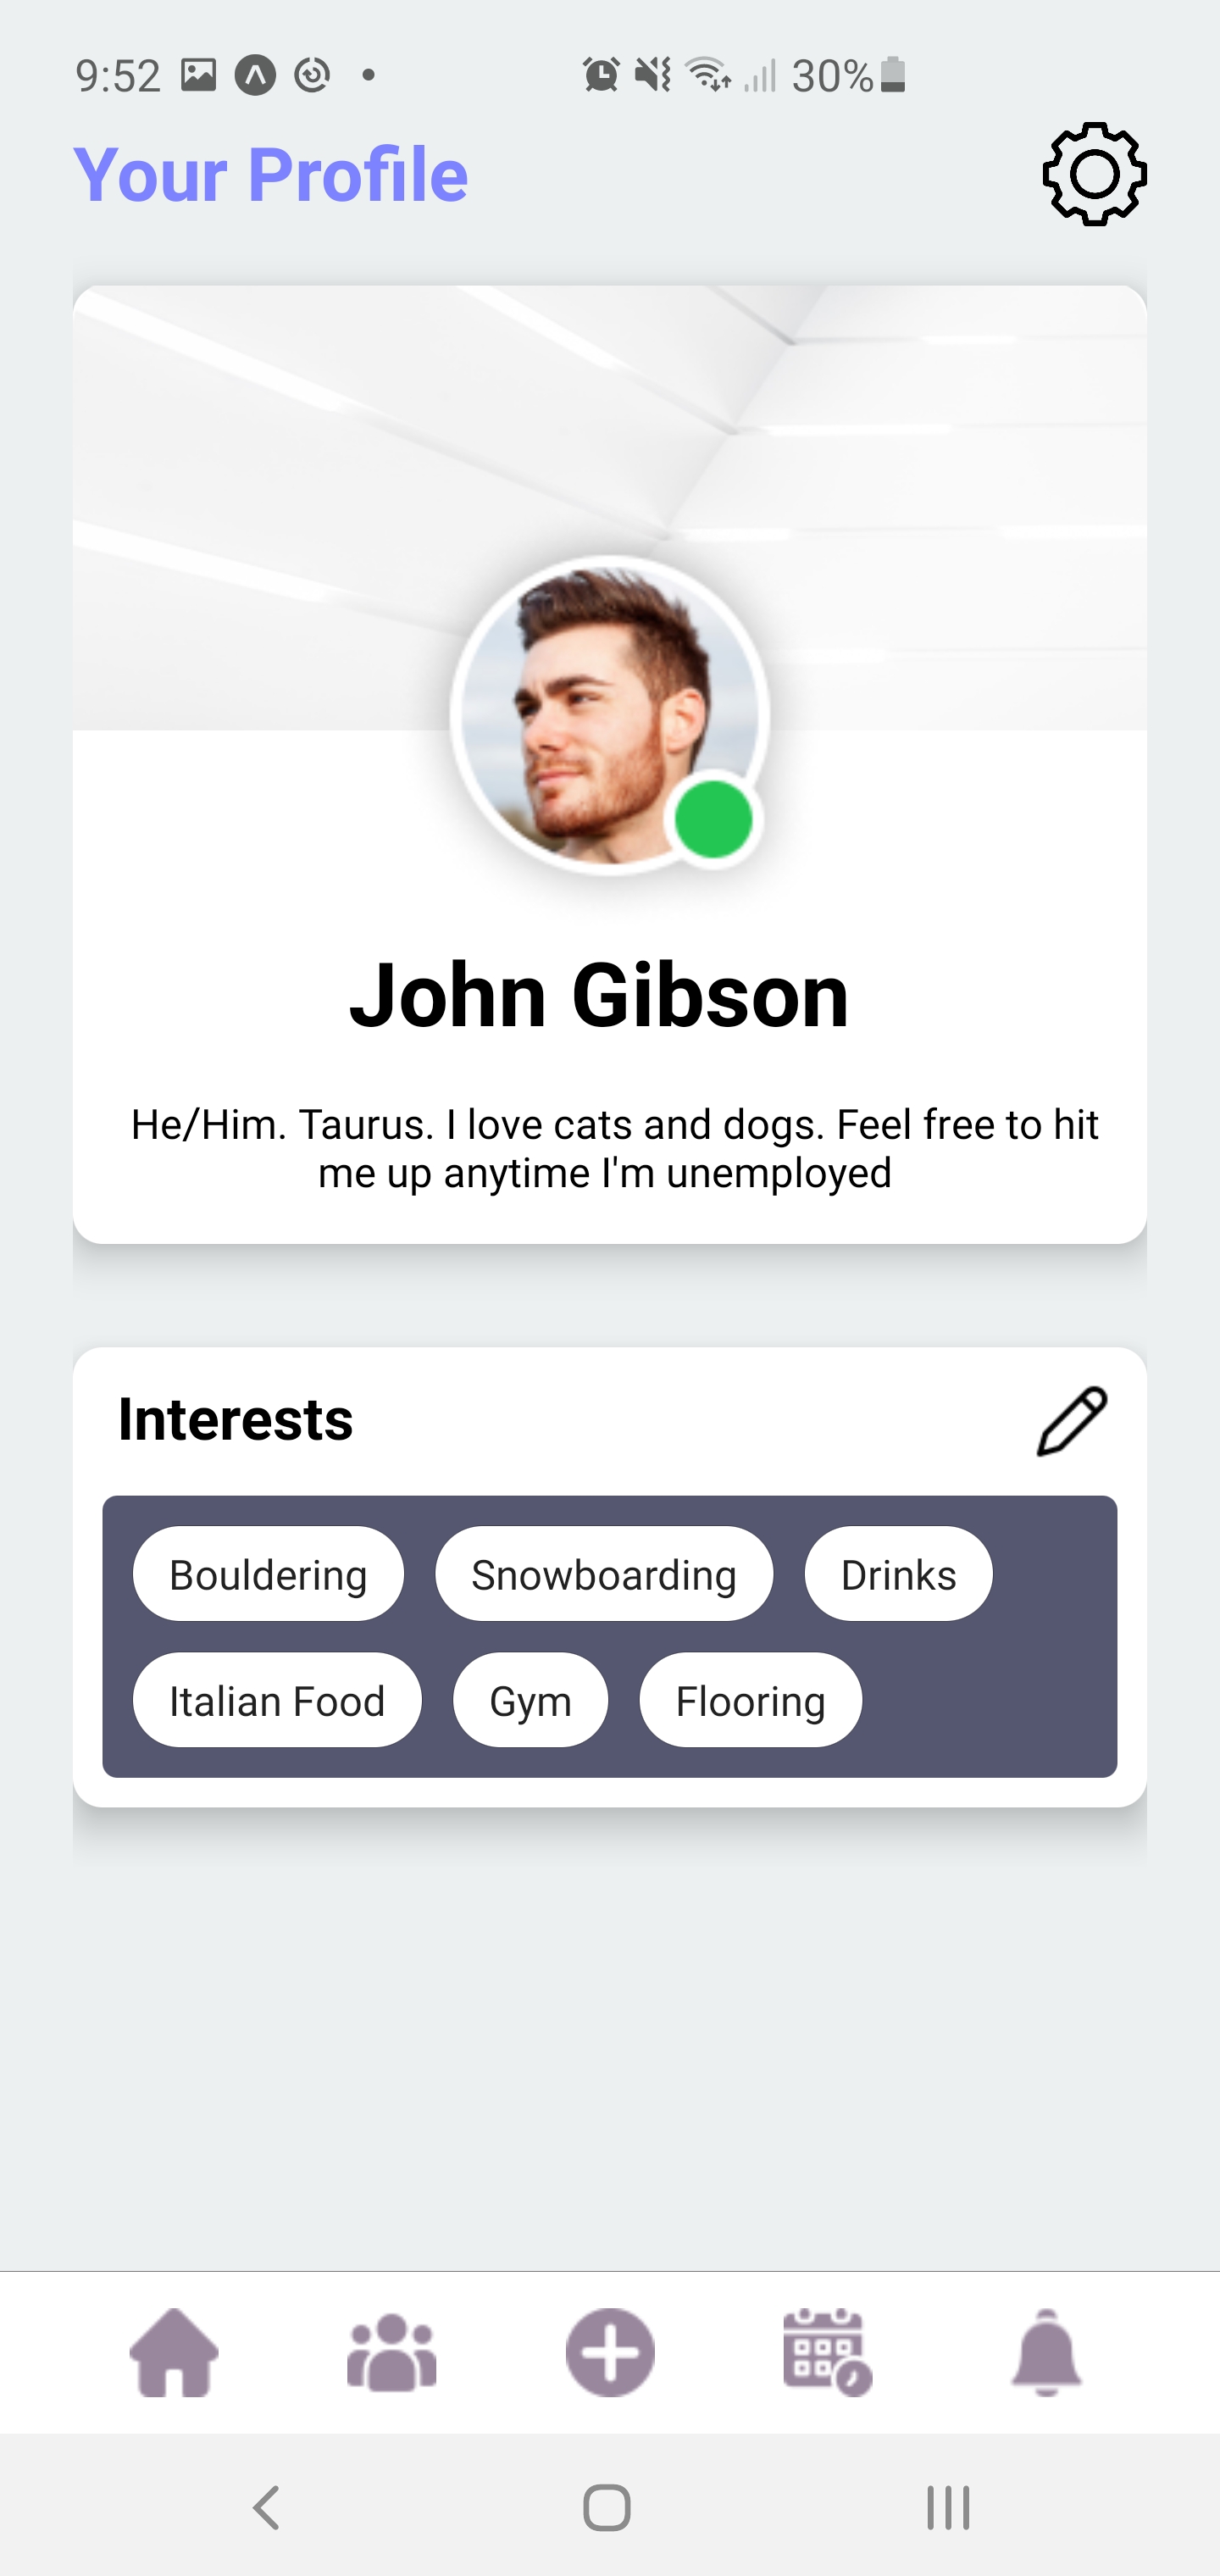 9:52 30%
Your Profile
John Gibson
He/Him. Taurus. I love cats and dogs. Feel free to hit
me up anytime I'm unemployed
Interests
Bouldering Snowboarding Drinks
Italian Food Gym Flooring